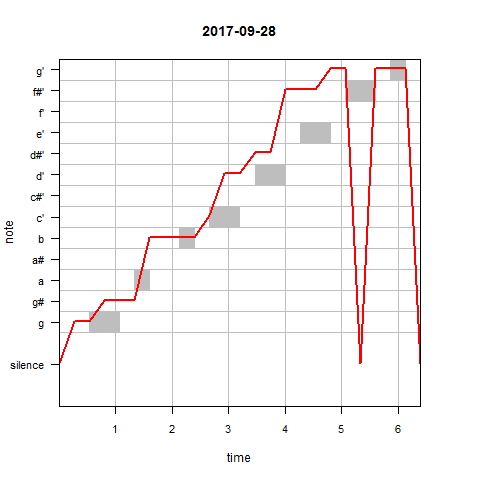 2017-09-28
g'
f#'
f'
e'
d#'
d'
c#'
c'
b
a#
a
g#
g
silence
note
1 2 3 4 5 6
time